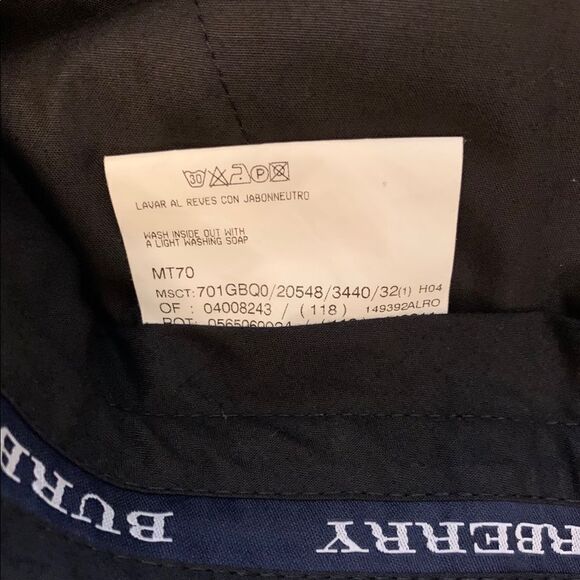 30 P
LAVAR AL REVES CON JABONNEUTRO
WASH INSIDE OUT WITH
A LIGHT WASHING SOAP
MT70
MSCT:701GBQ0/20548/3440/32(1) H04
OF : 04008243 / (118) 149392ALRO
BURBERRY
BURB